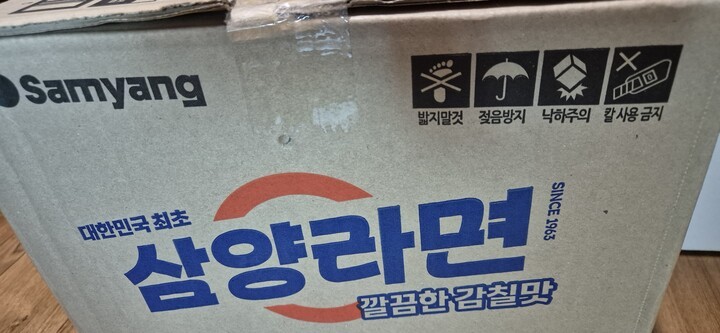 Samyang
밟지말것 젖음방지 낙하주의 칼 사용 금지
대한민국 최초
삼양라면
SINCE 1963
깔끔한 감칠맛